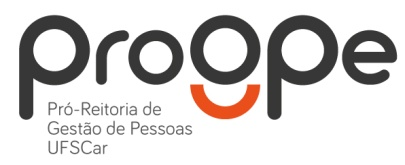 progpe
Pró-Reitoria de
Gestão de Pessoas
UFSCar